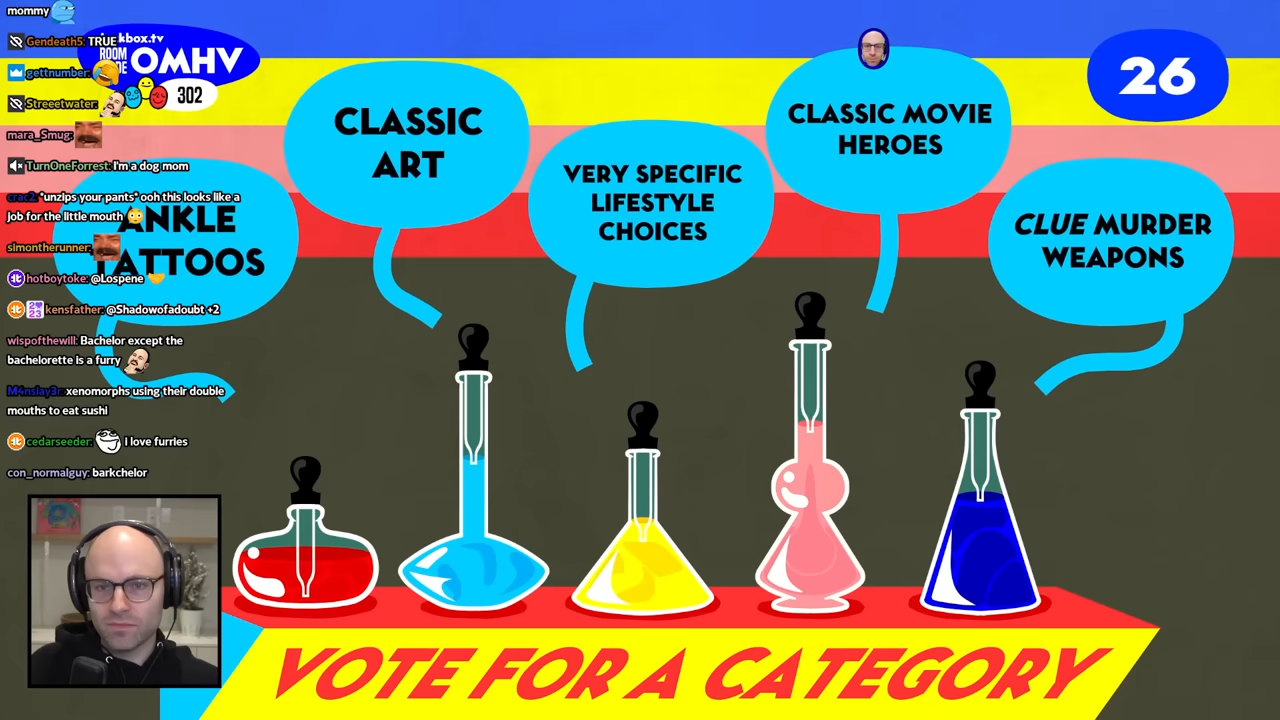 mommy
Gendeath5: TRUE
gettnumber:
Streeetwater:
mara_Smug:
TurnOneForrest: I'm a dog mom
crac2: *unzips your pants* ooh this looks like a
job for the little mouth
simontherunner:
hotboytoke: @Lospene
kensfather: @Shadowofadoubt +2
wispofthewill: Bachelor except the
bachelorette is a furry
M4nslay3r: xenomorphs using their double
mouths to eat sushi
cedarseeder: I love furries
con_normalguy: barkchelor
ROOM
OMHV
302
26
ANKLE
TATTOOS
CLASSIC
ART
VERY SPECIFIC
LIFESTYLE
CHOICES
CLASSIC MOVIE
HEROES
CLUE MURDER
WEAPONS
VOTE FOR A CATEGORY